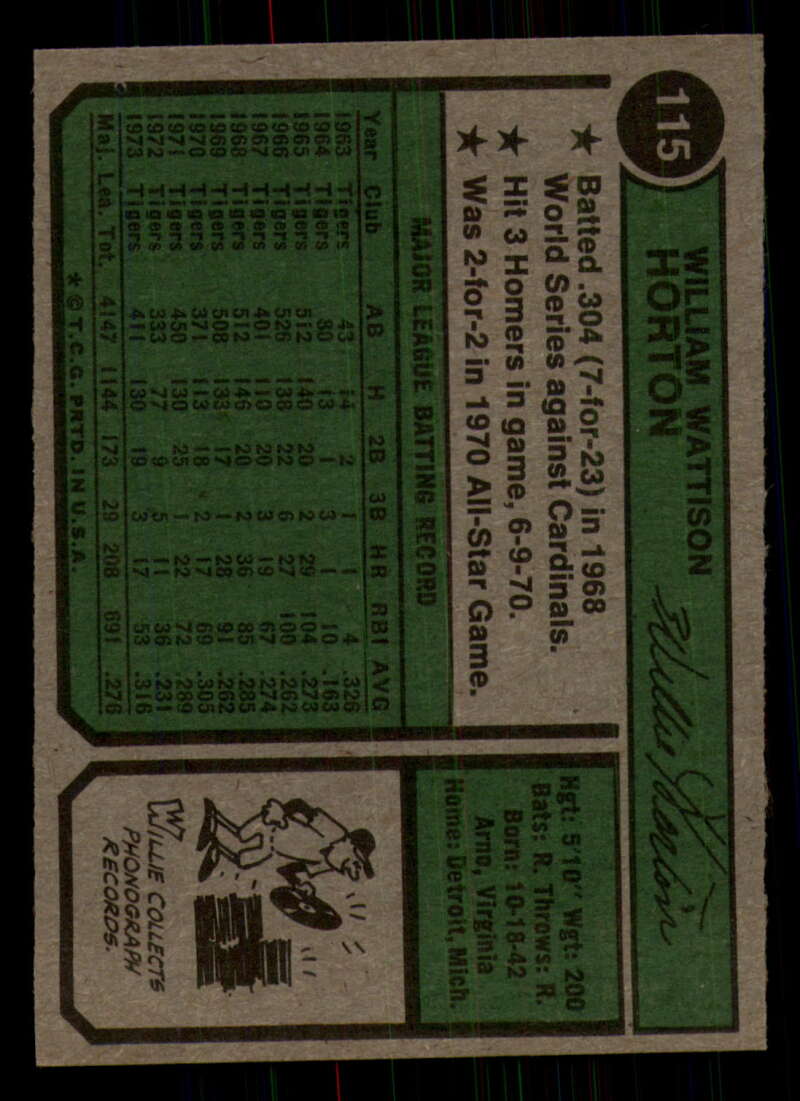 115
WILLIAM WATTISON
HORTON
Willie Horton
★ Batted .304 (7-for-23) in 1968
World Series against Cardinals.
★ Hit 3 Homers in game, 6-9-70.
★ Was 2-for-2 in 1970 All-Star Game.
Hgt: 5'10" Wgt: 200
Bats: R. Throws: R.
Born: 10-18-42
Arno, Virginia
Home: Detroit, Mich.
MAJOR LEAGUE BATTING RECORD
Year Club AB H 2B 3B HR RBI AVG
1963 Tigers 43 14 2 1 1 4 .326
1964 Tigers 80 13 1 3 1 10 .163
1965 Tigers 512 140 20 2 29 104 .273
1966 Tigers 526 138 22 6 27 100 .262
1967 Tigers 401 110 20 3 19 67 .274
1968 Tigers 512 146 20 2 36 85 .285
1969 Tigers 508 133 17 1 28 91 .262
1970 Tigers 371 113 18 2 17 69 .305
1971 Tigers 450 130 25 1 22 72 .289
1972 Tigers 333 77 9 5 11 36 .231
1973 Tigers 411 130 19 3 17 53 .316
Maj. Lea. Tot. 4147 1144 173 29 208 691 .276
* © T.C.G. PRTD. IN U.S.A.
WILLIE COLLECTS
PHONOGRAPH
RECORDS.